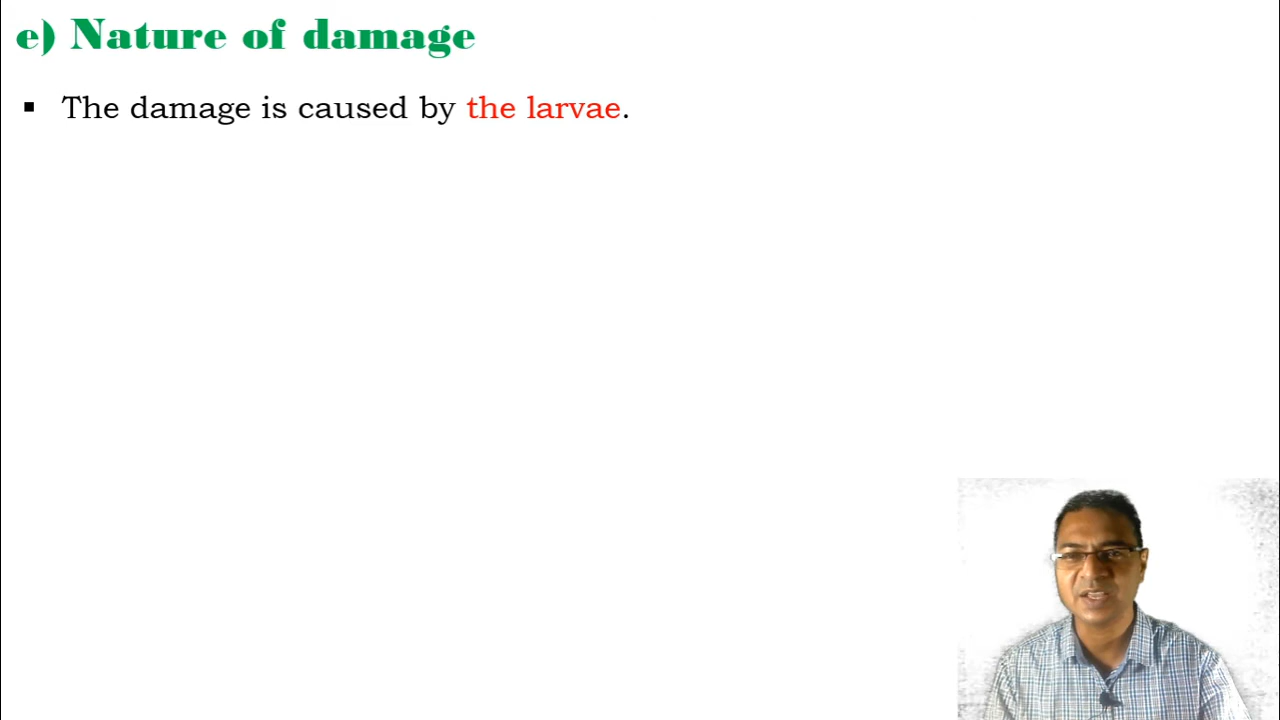 e) Nature of damage
▪ The damage is caused by the larvae.